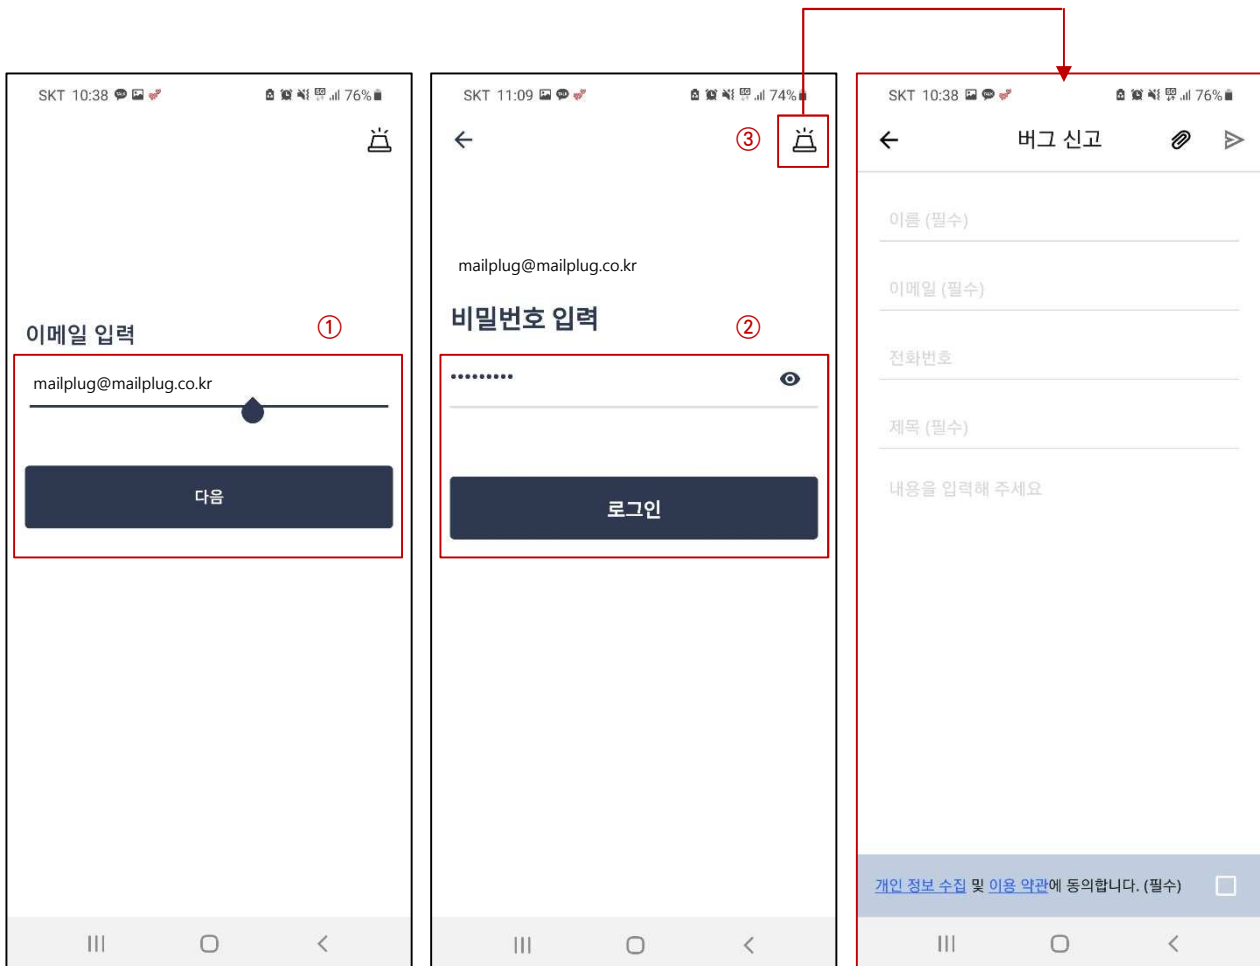 SKT 10:38
76%
이메일 입력
①
mailplug@mailplug.co.kr
다음
SKT 11:09
74%
③
mailplug@mailplug.co.kr
비밀번호 입력
②
•••••••••
로그인
SKT 10:38
76%
버그 신고
이름 (필수)
이메일 (필수)
전화번호
제목 (필수)
내용을 입력해 주세요
개인 정보 수집 및 이용 약관에 동의합니다. (필수)